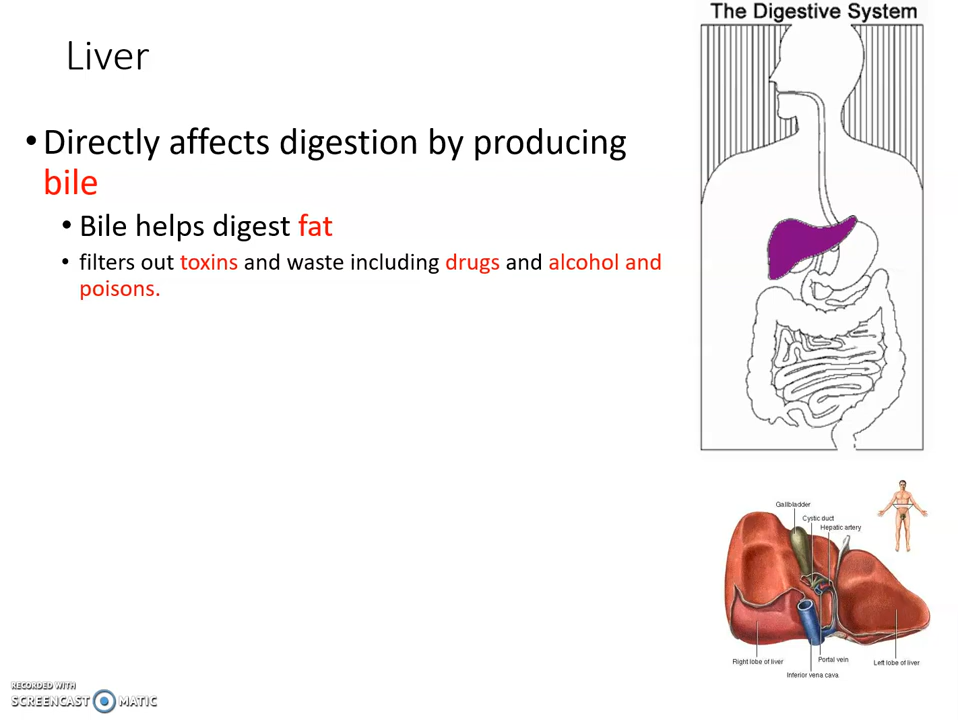 The Digestive System
Liver
• Directly affects digestion by producing
bile
• Bile helps digest fat
• filters out toxins and waste including drugs and alcohol and
poisons.
Gallbladder
Cystic duct
Hepatic artery
Right lobe of liver
Portal vein
Left lobe of liver
Inferior vena cava
RECORDED WITH
SCREENCAST MATIC